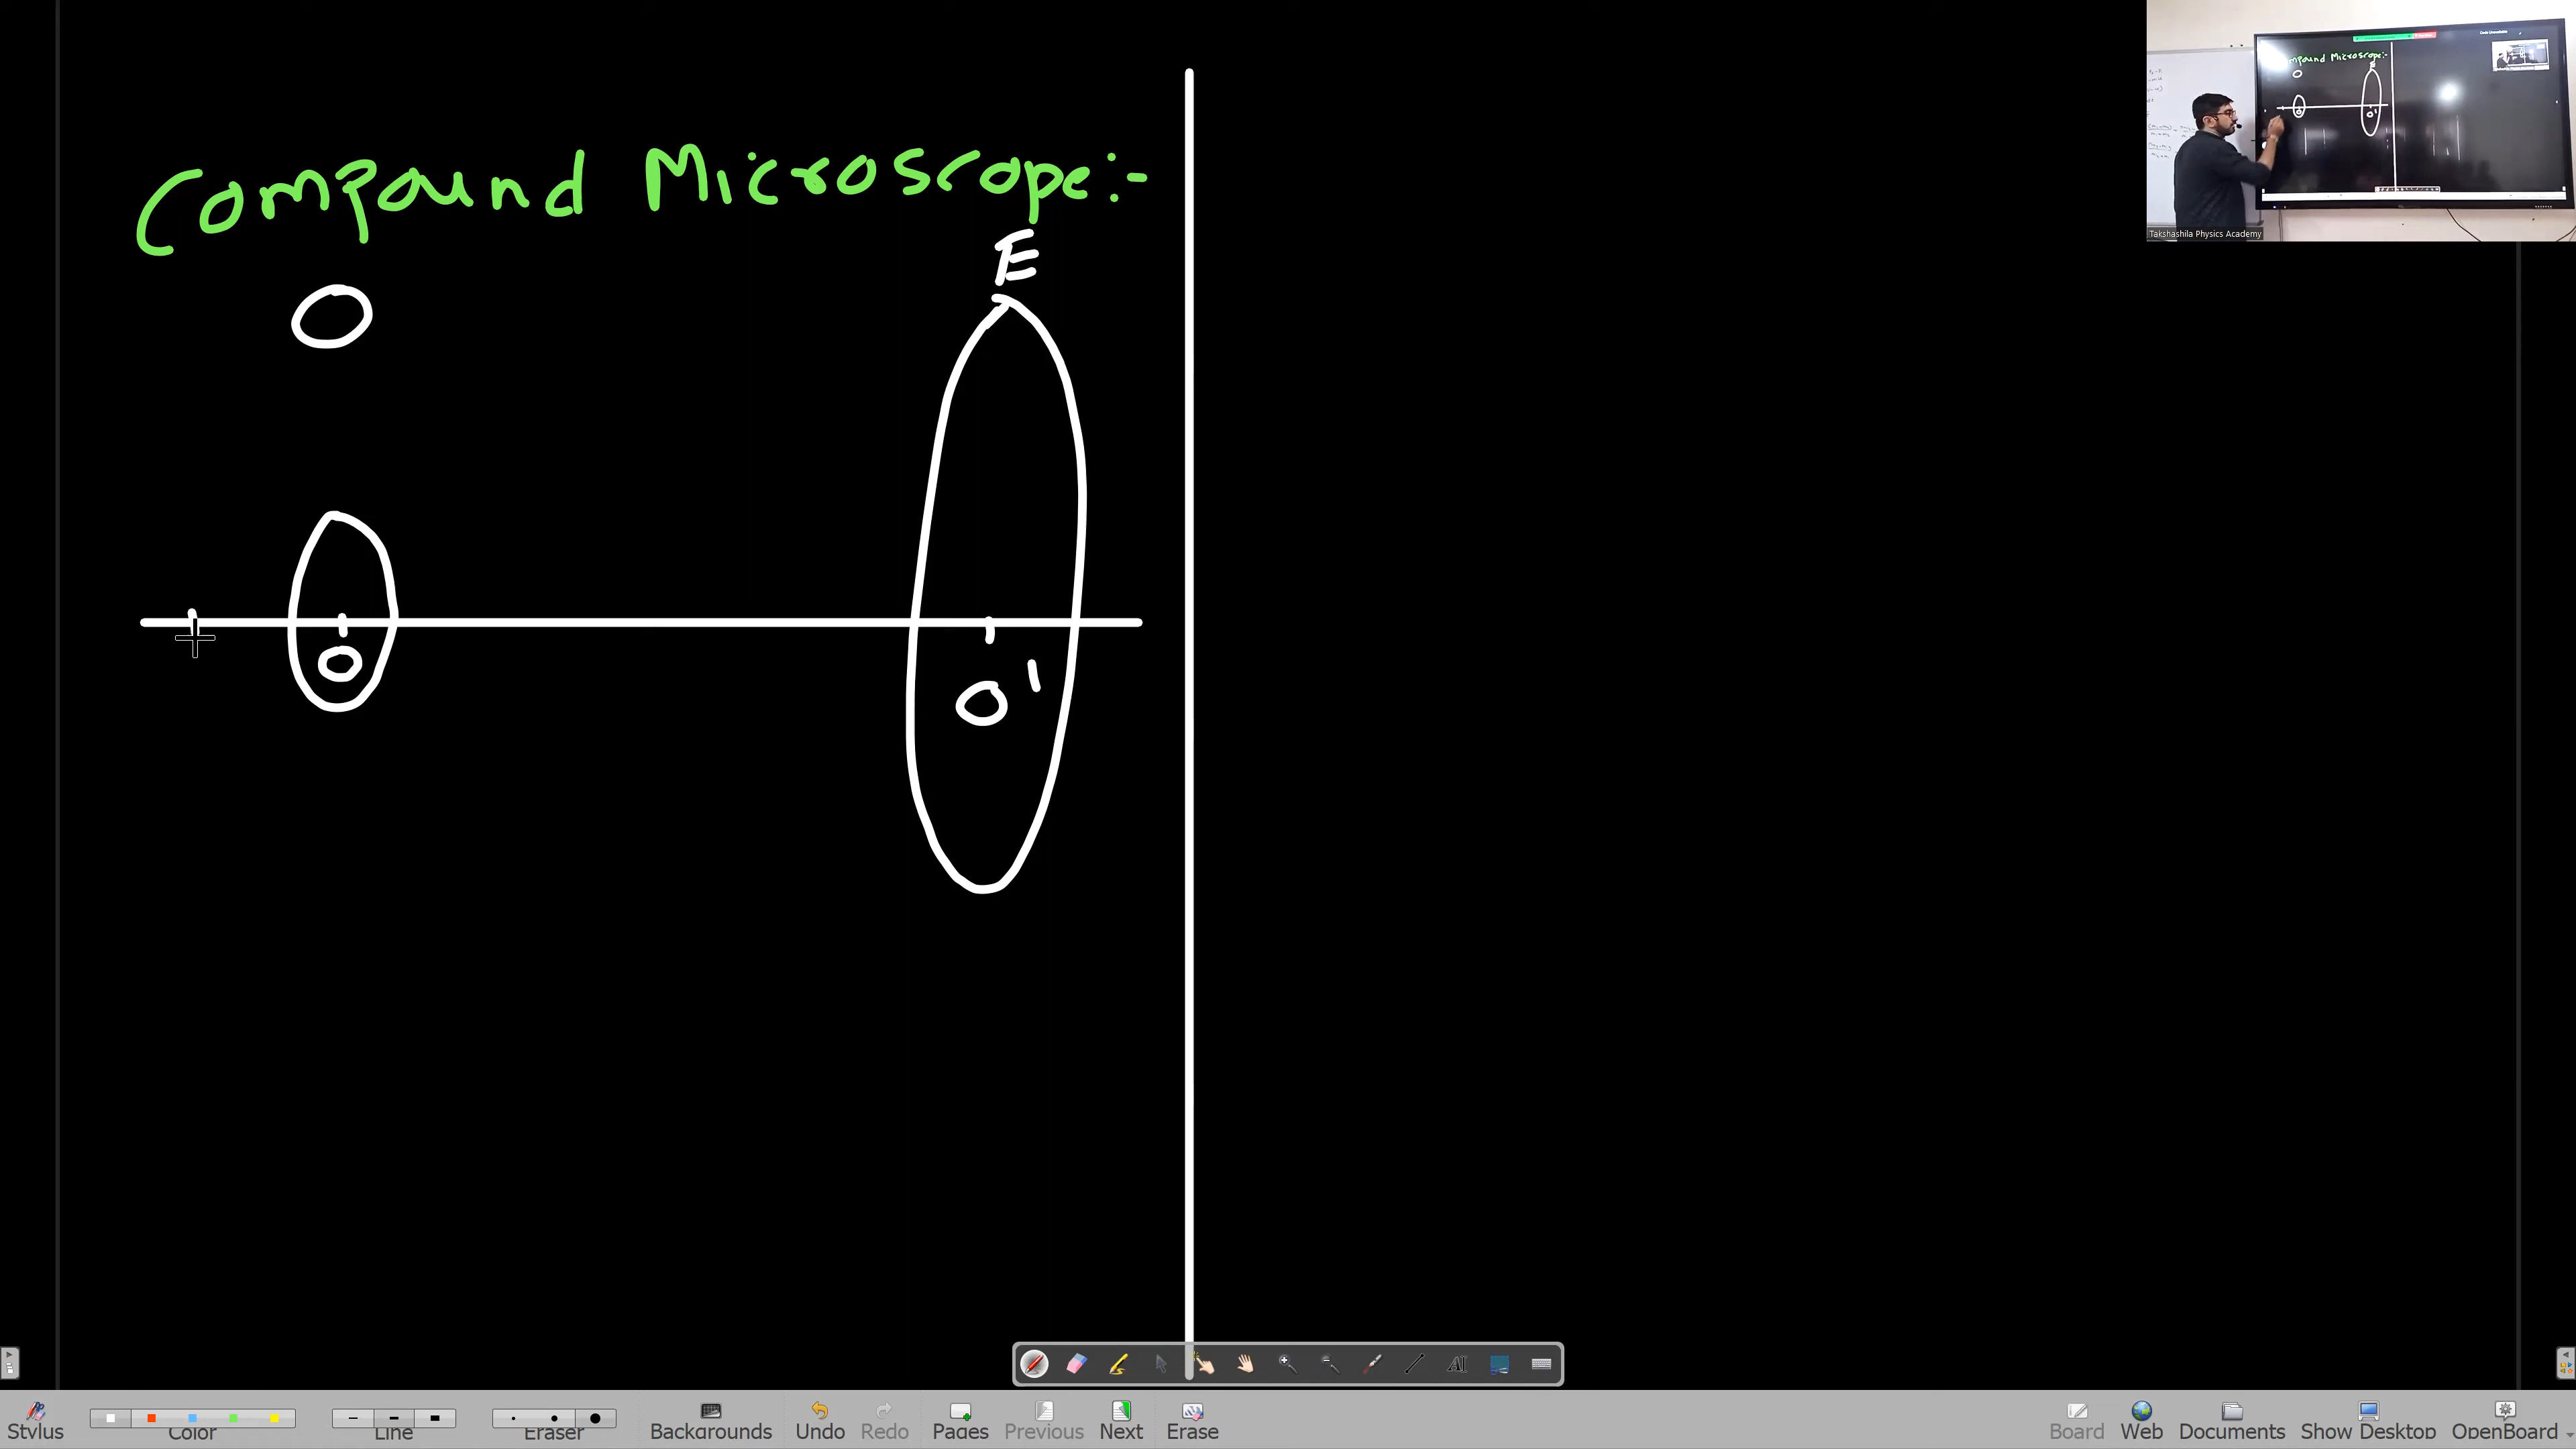 Compound Microscope:-
E
O
O
O'
Takshashila Physics Academy
Stylus
Color
Line
Eraser
Backgrounds
Undo
Redo
Pages
Previous
Next
Erase
Board
Web
Documents
Show Desktop
OpenBoard